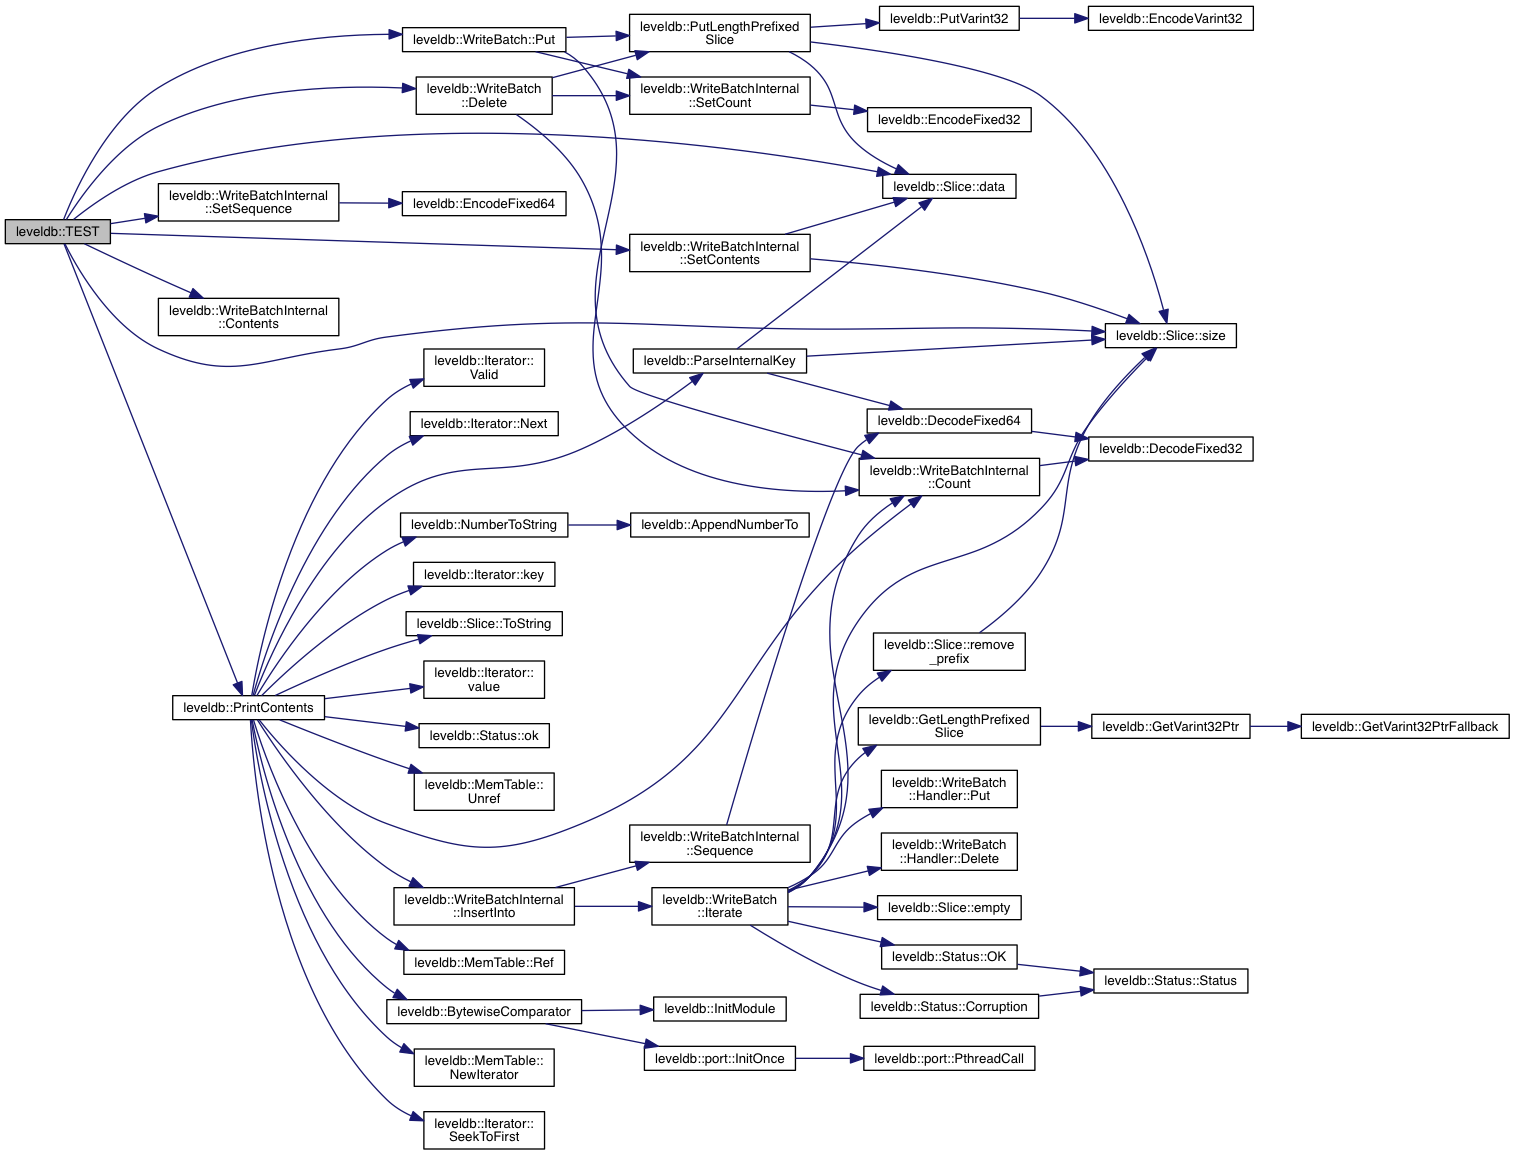 leveldb::TEST
leveldb::WriteBatch::Put
leveldb::WriteBatch
::Delete
leveldb::WriteBatchInternal
::SetSequence
leveldb::EncodeFixed64
leveldb::WriteBatchInternal
::Contents
leveldb::PrintContents
leveldb::PutLengthPrefixed
Slice
leveldb::WriteBatchInternal
::SetCount
leveldb::PutVarint32
leveldb::EncodeVarint32
leveldb::EncodeFixed32
leveldb::Slice::data
leveldb::WriteBatchInternal
::SetContents
leveldb::Slice::size
leveldb::Iterator::
Valid
leveldb::Iterator::Next
leveldb::ParseInternalKey
leveldb::DecodeFixed64
leveldb::DecodeFixed32
leveldb::WriteBatchInternal
::Count
leveldb::NumberToString
leveldb::AppendNumberTo
leveldb::Iterator::key
leveldb::Slice::ToString
leveldb::Iterator::
value
leveldb::Status::ok
leveldb::MemTable::
Unref
leveldb::Slice::remove
_prefix
leveldb::GetLengthPrefixed
Slice
leveldb::GetVarint32Ptr
leveldb::GetVarint32PtrFallback
leveldb::WriteBatch
::Handler::Put
leveldb::WriteBatchInternal
::Sequence
leveldb::WriteBatch
::Handler::Delete
leveldb::WriteBatchInternal
::InsertInto
leveldb::WriteBatch
::Iterate
leveldb::Slice::empty
leveldb::Status::OK
leveldb::Status::Status
leveldb::Status::Corruption
leveldb::MemTable::Ref
leveldb::BytewiseComparator
leveldb::InitModule
leveldb::port::InitOnce
leveldb::port::PthreadCall
leveldb::MemTable::
NewIterator
leveldb::Iterator::
SeekToFirst